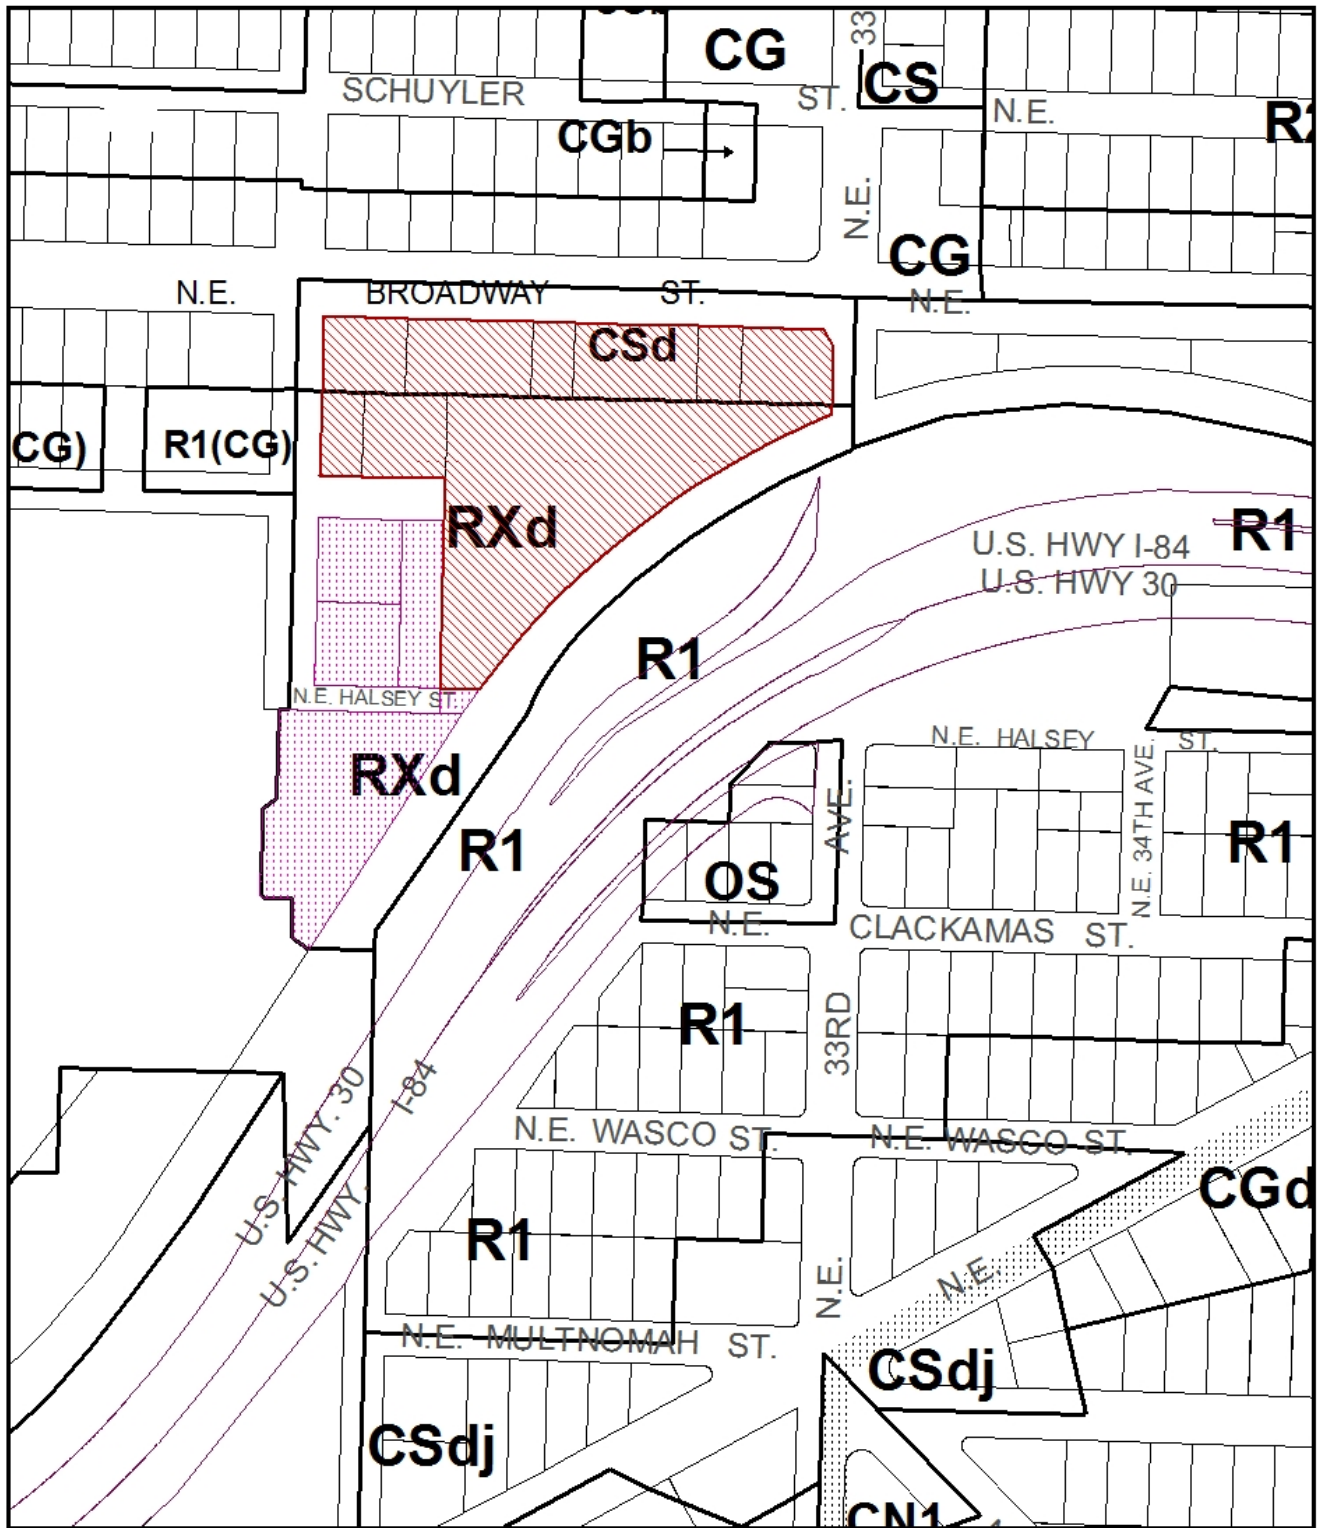 CG
33
CS
SCHUYLER ST.
N.E.
CGb
N.E.
CG
N.E. BROADWAY ST.
N.E.
CSd
CG)
R1(CG)
RXd
R1
U.S. HWY I-84
U.S. HWY 30
R1
N.E. HALSEY ST.
N.E. HALSEY ST.
RXd
AVE.
N.E. 34TH AVE.
R1
R1
OS
N.E. CLACKAMAS ST.
R1
33RD
U.S. HWY. 30
I-84
N.E. WASCO ST.
N.E. WASCO ST.
CGd
U.S. HWY.
R1
N.E.
N.E.
N.E. MULTNOMAH ST.
CSdj
CSdj
CN1